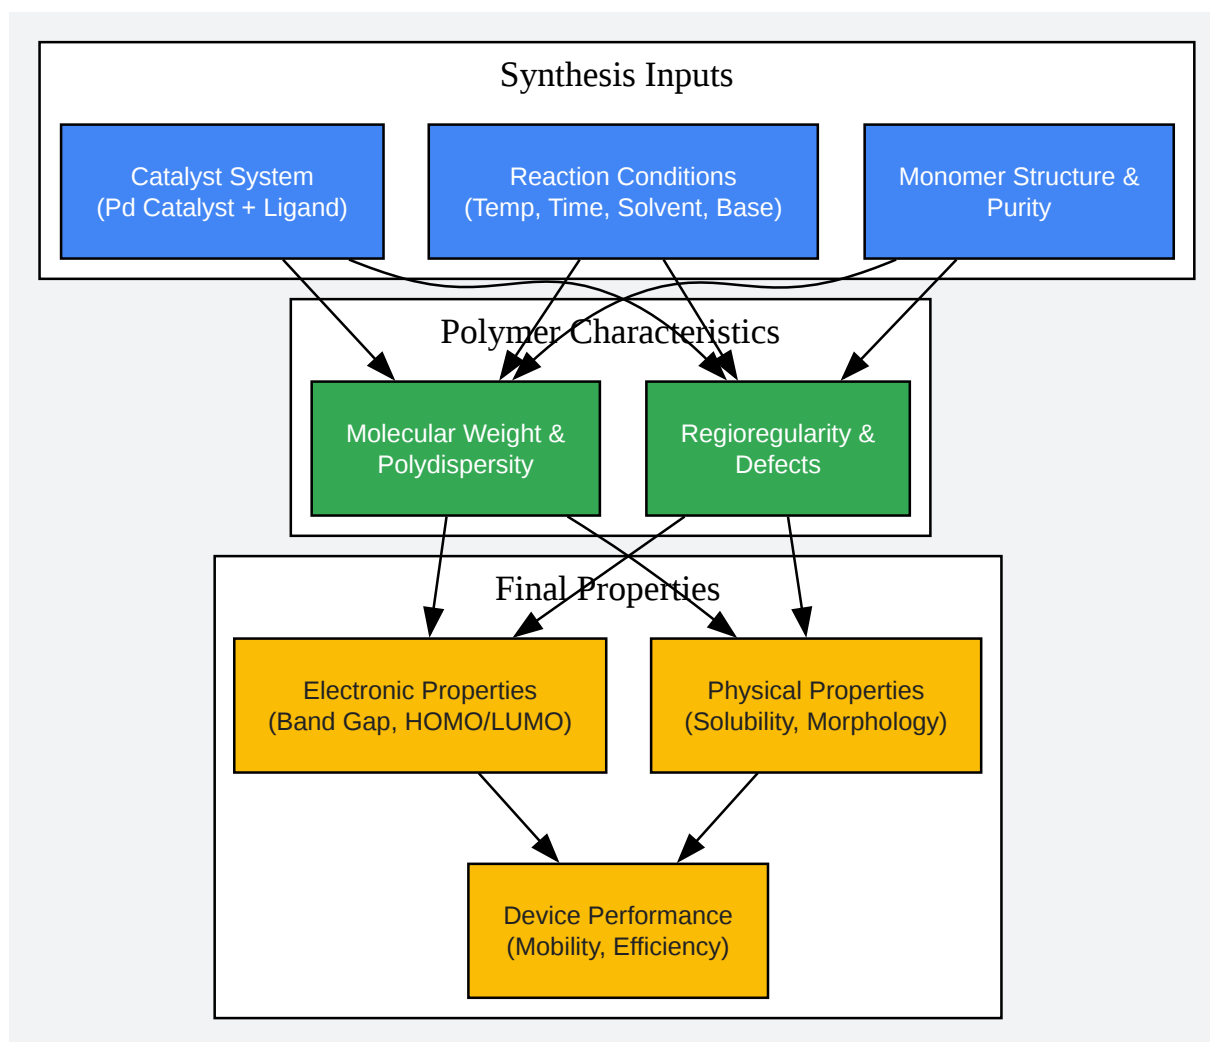 Synthesis Inputs
Catalyst System
(Pd Catalyst + Ligand)
Reaction Conditions
(Temp, Time, Solvent, Base)
Monomer Structure &
Purity
Polymer Characteristics
Molecular Weight &
Polydispersity
Regioregularity &
Defects
Final Properties
Electronic Properties
(Band Gap, HOMO/LUMO)
Physical Properties
(Solubility, Morphology)
Device Performance
(Mobility, Efficiency)